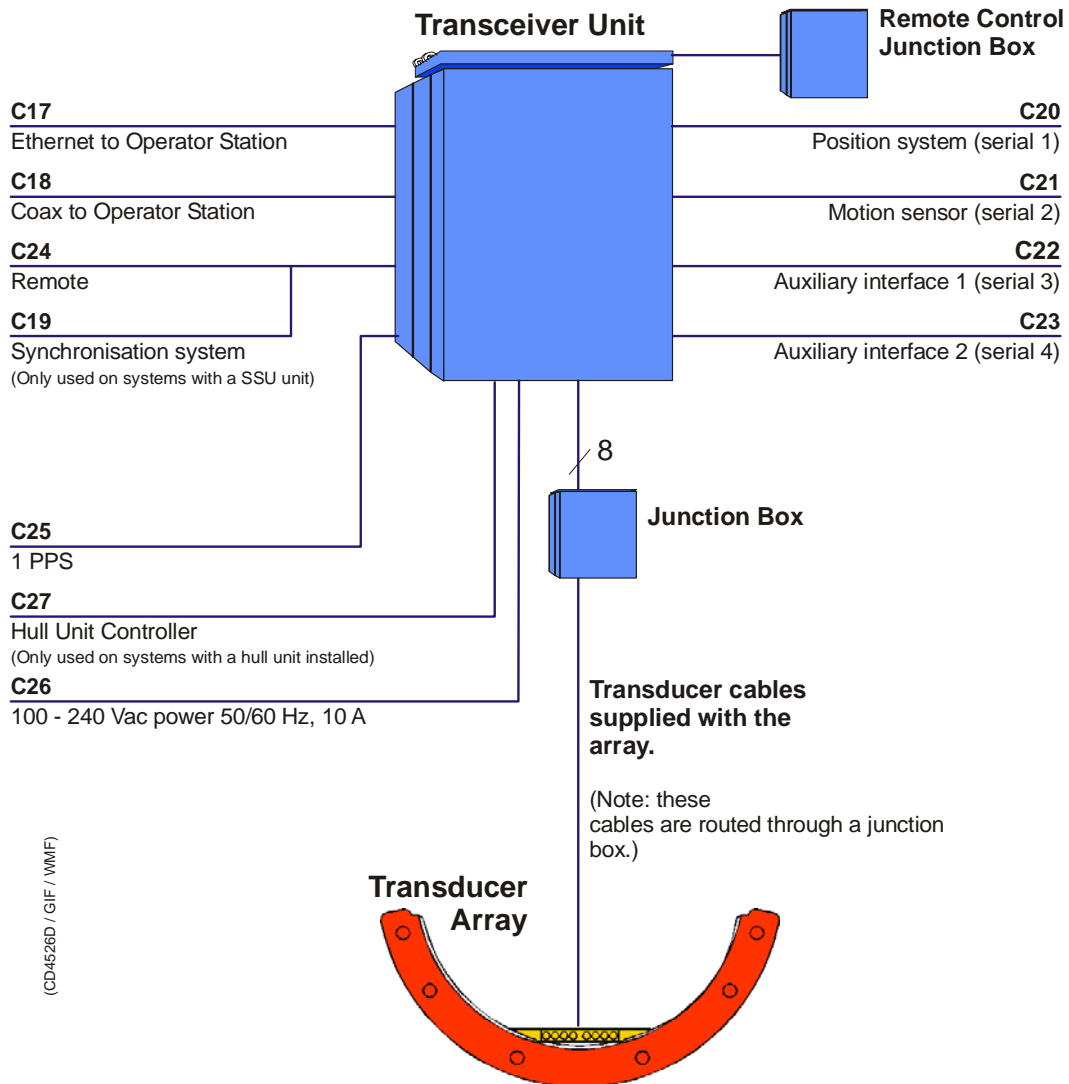 Transceiver Unit
Remote Control
Junction Box
C17
Ethernet to Operator Station
C18
Coax to Operator Station
C24
Remote
C19
Synchronisation system
(Only used on systems with a SSU unit)
C20
Position system (serial 1)
C21
Motion sensor (serial 2)
C22
Auxiliary interface 1 (serial 3)
C23
Auxiliary interface 2 (serial 4)
8
Junction Box
C25
1 PPS
C27
Hull Unit Controller
(Only used on systems with a hull unit installed)
C26
100 - 240 Vac power 50/60 Hz, 10 A
Transducer cables
supplied with the
array.
(Note: these
cables are routed through a junction
box.)
Transducer
Array
(CD4526D / GIF / WMF)